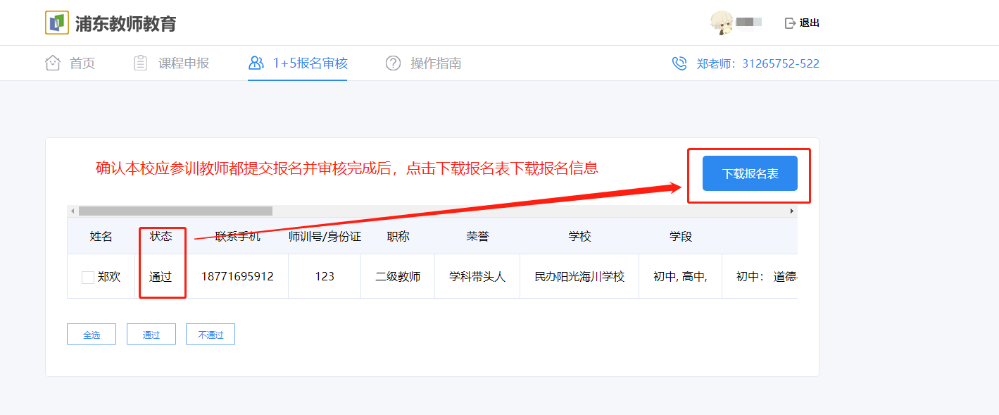 浦东教师教育
退出
首页
课程申报
1+5报名审核
操作指南
郑老师：31265752-522
确认本校应参训教师都提交报名并审核完成后，点击下载报名表下载报名信息
下载报名表
姓名 状态 联系手机 师训号/身份证 职称 荣誉 学校 学段
郑欢 通过 18771695912 123 二级教师 学科带头人 民办阳光海川学校 初中, 高中, 初中： 道德
全选 通过 不通过